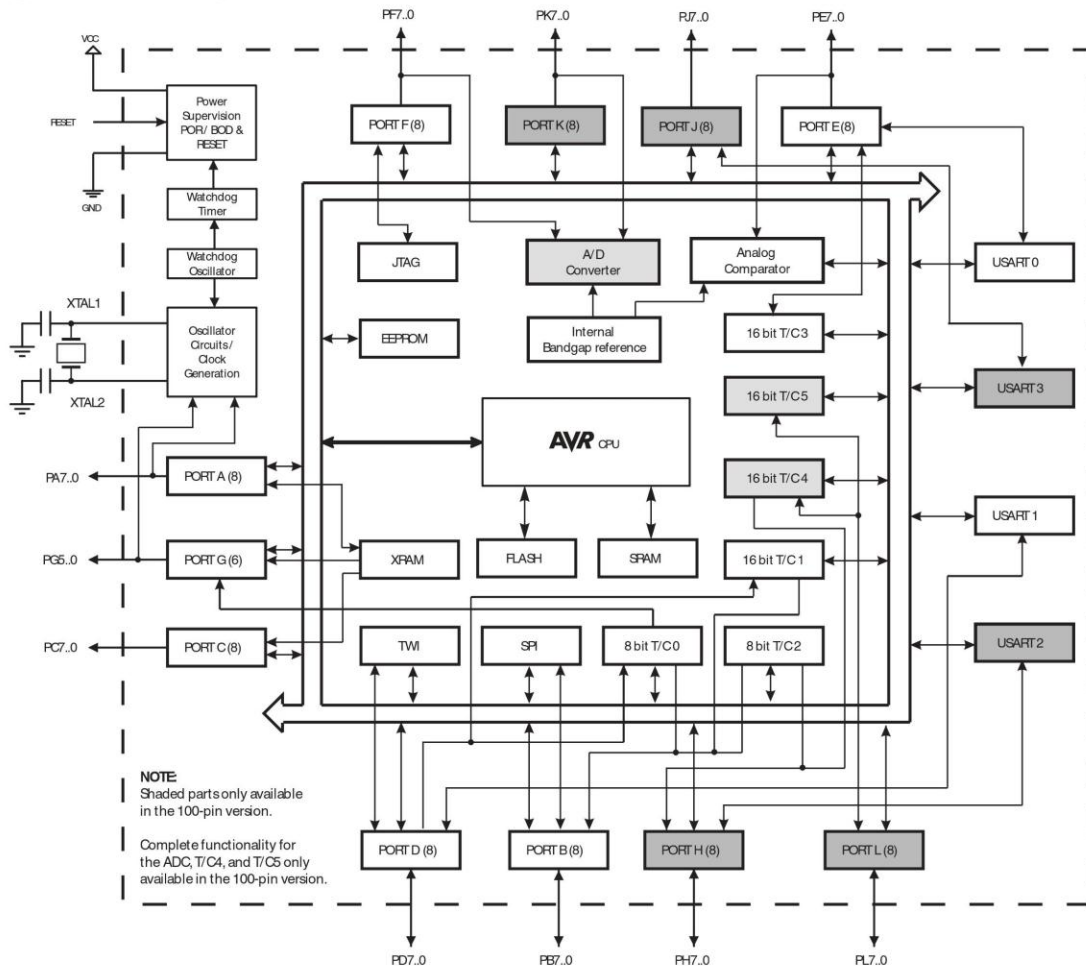 PF7..0
PK7..0
PJ7..0
PE7..0
VCC
RESET
GND
Power
Supervision
POR/ BOD &
RESET
Watchdog
Timer
Watchdog
Oscillator
XTAL1
XTAL2
Oscillator
Circuits/
Clock
Generation
PORT F (8)
PORT K (8)
PORT J (8)
PORT E (8)
JTAG
A/D
Converter
Analog
Comparator
USART 0
EEPROM
Internal
Bandgap reference
16 bit T/C3
16 bit T/C5
USART 3
AVR CPU
16 bit T/C4
PA7..0
PORT A (8)
USART 1
PG5..0
PORT G (6)
XRAM
FLASH
SRAM
16 bit T/C1
PC7..0
PORT C (8)
TWI
SPI
8 bit T/C0
8 bit T/C2
USART 2
NOTE:
Shaded parts only available
in the 100-pin version.
Complete functionality for
the ADC, T/C4, and T/C5 only
available in the 100-pin version.
PORT D (8)
PORT B (8)
PORT H (8)
PORT L (8)
PD7..0
PB7..0
PH7..0
PL7..0